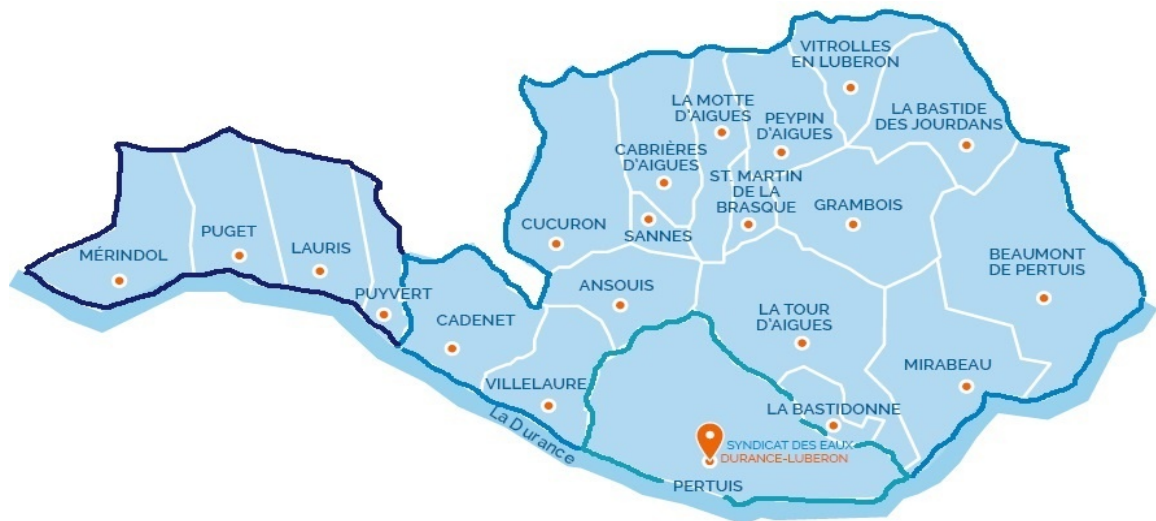 VITROLLES
EN LUBERON
LA MOTTE
D'AIGUES
PEYPIN
D'AIGUES
LA BASTIDE
DES JOURDANS
CABRIÈRES
D'AIGUES
ST. MARTIN
DE LA
BRASQUE
GRAMBOIS
CUCURON
SANNES
PUGET
MÉRINDOL
LAURIS
BEAUMONT
DE PERTUIS
PUYVERT
ANSOUIS
CADENET
LA TOUR
D'AIGUES
MIRABEAU
VILLELAURE
LA BASTIDONNE
La Durance
SYNDICAT DES EAUX
DURANCE-LUBERON
PERTUIS